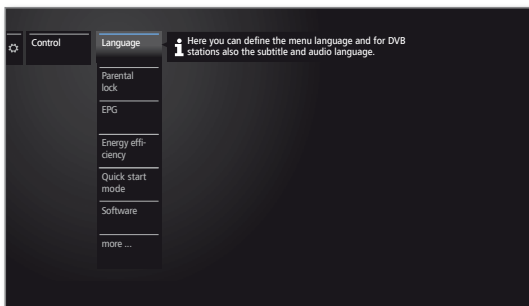 Control
Language
Here you can define the menu language and for DVB
stations also the subtitle and audio language.
Parental
lock
EPG
Energy effi-
ciency
Quick start
mode
Software
more ...